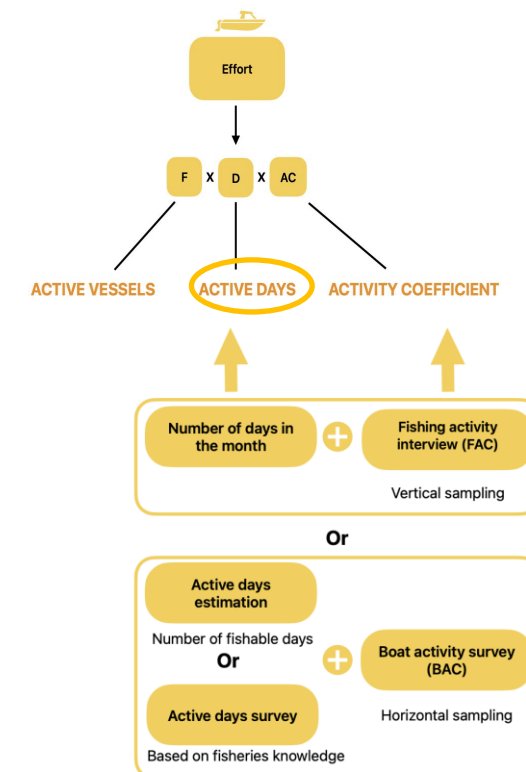 Effort
F X D X AC
ACTIVE VESSELS ACTIVE DAYS ACTIVITY COEFFICIENT
Number of days in
the month
Fishing activity
interview (FAC)
Vertical sampling
Or
Active days
estimation
Number of fishable days
Or
Active days survey
Based on fisheries knowledge
Boat activity survey
(BAC)
Horizontal sampling